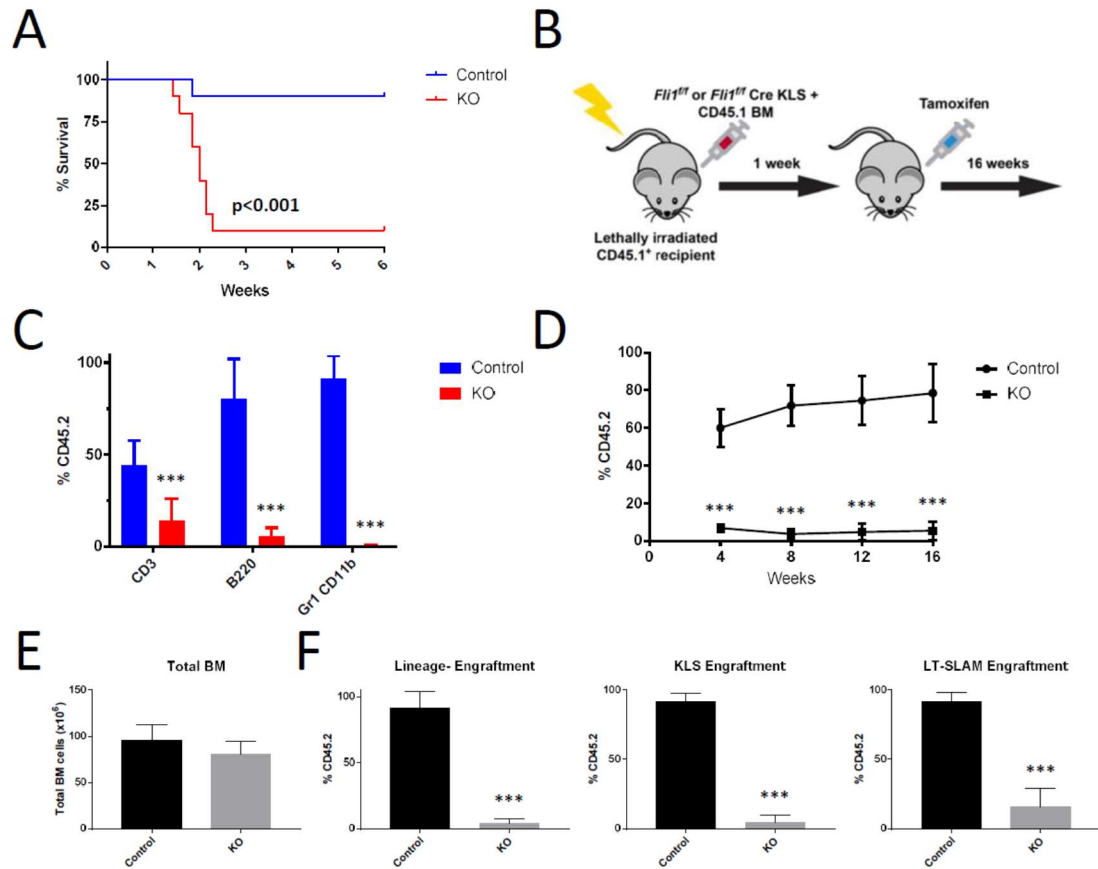 A
% Survival
100
75
50
25
0
0
1
2
3
4
5
6
Weeks
p<0.001
Control
KO
B
Fli1f/f or Fli1f/f Cre KLS +
CD45.1 BM
Tamoxifen
1 week
16 weeks
Lethally irradiated
CD45.1+ recipient
C
% CD45.2
100
50
0
***
***
***
CD3
B220
Gr1 CD11b
Control
KO
D
% CD45.2
100
80
60
40
20
0
***
***
***
***
0
4
8
12
16
Weeks
Control
KO
E
Total BM
Total BM cells (x10⁶)
150
100
50
0
Control
KO
F
Lineage- Engraftment
% CD45.2
100
50
0
***
Control
KO
KLS Engraftment
% CD45.2
100
50
0
***
Control
KO
LT-SLAM Engraftment
% CD45.2
100
50
0
***
Control
KO